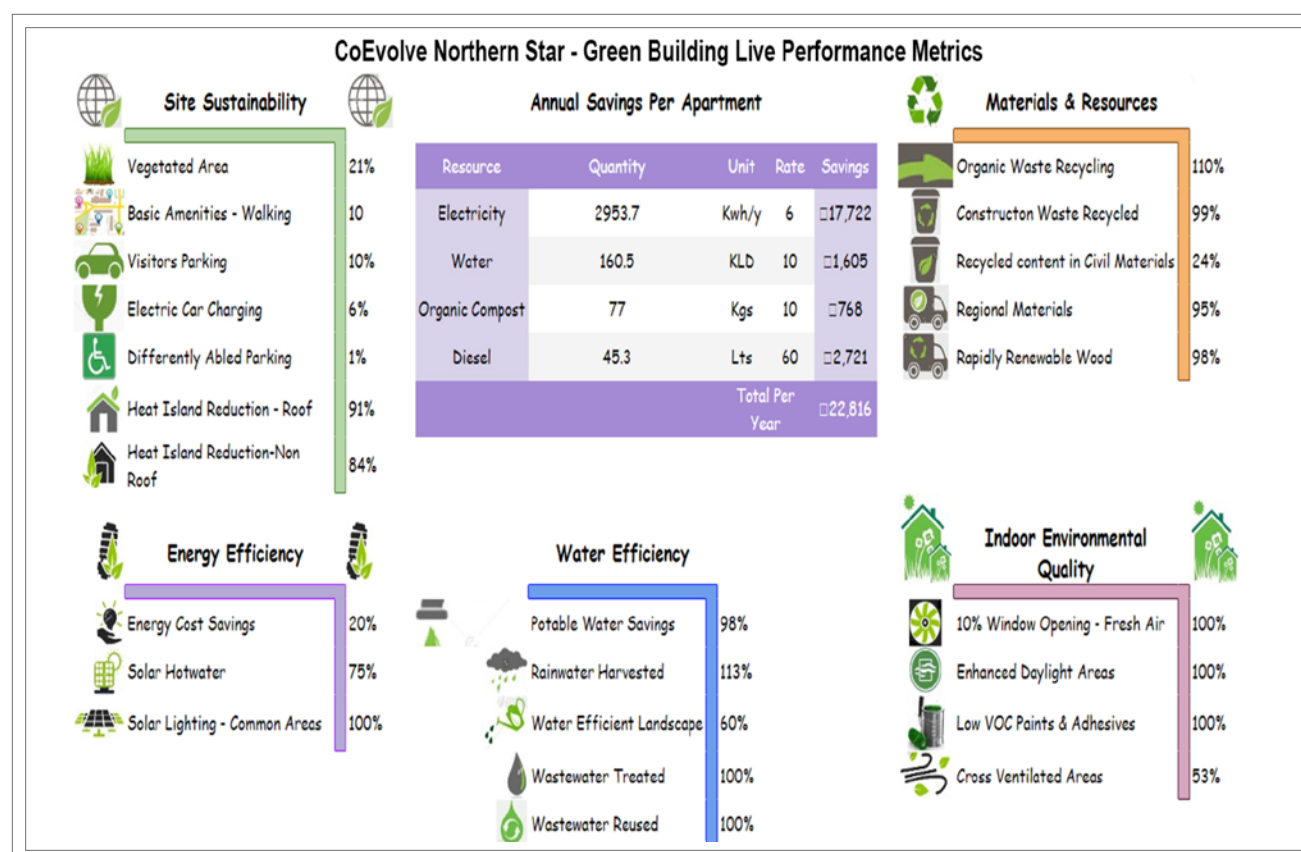 CoEvolve Northern Star - Green Building Live Performance Metrics
Site Sustainability
Vegetated Area 21%
Basic Amenities - Walking 10
Visitors Parking 10%
Electric Car Charging 6%
Differently Abled Parking 1%
Heat Island Reduction - Roof 91%
Heat Island Reduction-Non
Roof 84%
Annual Savings Per Apartment
Resource Quantity Unit Rate Savings
Electricity 2953.7 Kwh/y 6 □17,722
Water 160.5 KLD 10 □1,605
Organic Compost 77 Kgs 10 □768
Diesel 45.3 Lts 60 □2,721
Total Per
Year □22,816
Materials & Resources
Organic Waste Recycling 110%
Constructon Waste Recycled 99%
Recycled content in Civil Materials 24%
Regional Materials 95%
Rapidly Renewable Wood 98%
Energy Efficiency
Energy Cost Savings 20%
Solar Hotwater 75%
Solar Lighting - Common Areas 100%
Water Efficiency
Potable Water Savings 98%
Rainwater Harvested 113%
Water Efficient Landscape 60%
Wastewater Treated 100%
Wastewater Reused 100%
Indoor Environmental
Quality
10% Window Opening - Fresh Air 100%
Enhanced Daylight Areas 100%
Low VOC Paints & Adhesives 100%
Cross Ventilated Areas 53%